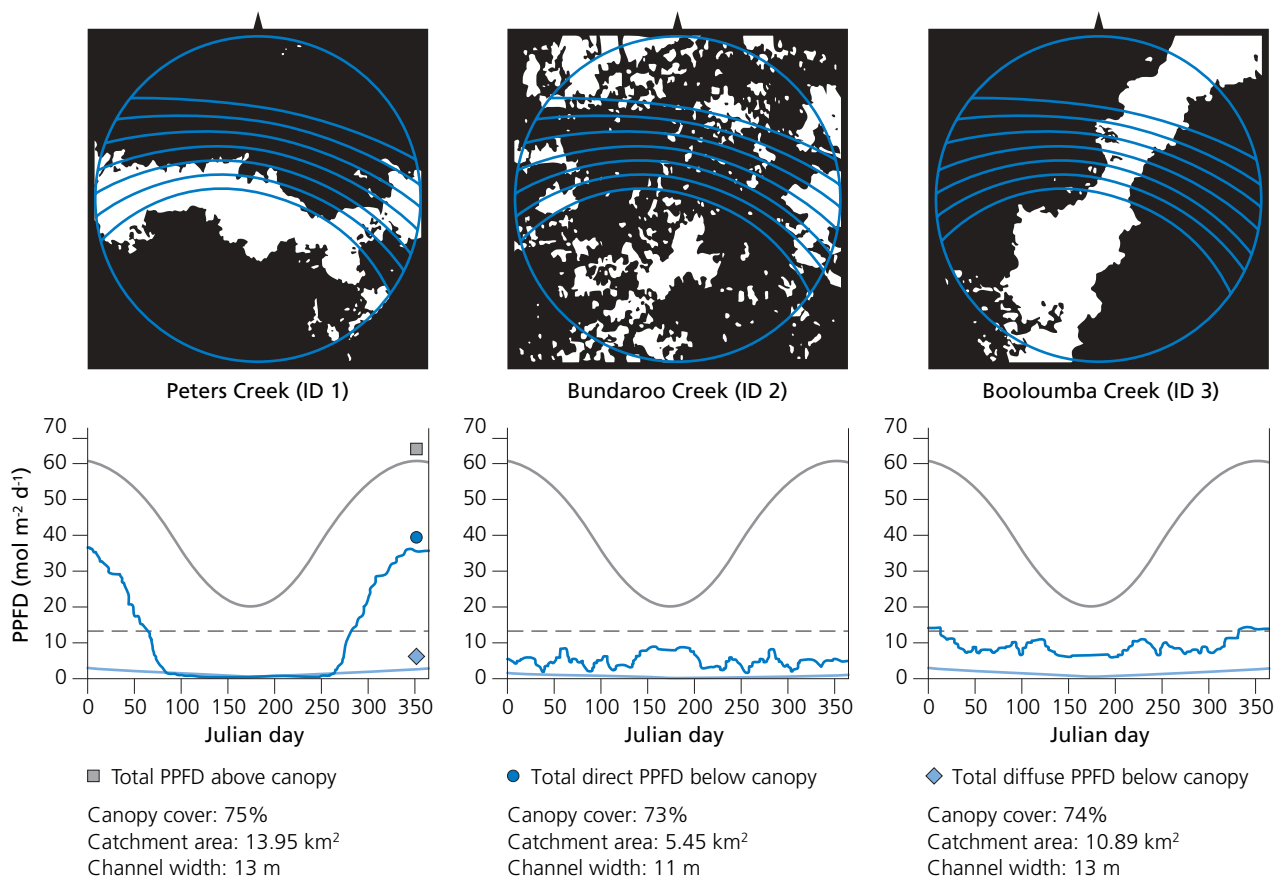 Peters Creek (ID 1)
Bundaroo Creek (ID 2)
Booloumba Creek (ID 3)
PPFD (mol m⁻² d⁻¹)
70
60
50
40
30
20
10
0
0 50 100 150 200 250 300 350
Julian day
70
60
50
40
30
20
10
0
0 50 100 150 200 250 300 350
Julian day
70
60
50
40
30
20
10
0
0 50 100 150 200 250 300 350
Julian day
Total PPFD above canopy
Total direct PPFD below canopy
Total diffuse PPFD below canopy
Canopy cover: 75%
Catchment area: 13.95 km²
Channel width: 13 m
Canopy cover: 73%
Catchment area: 5.45 km²
Channel width: 11 m
Canopy cover: 74%
Catchment area: 10.89 km²
Channel width: 13 m